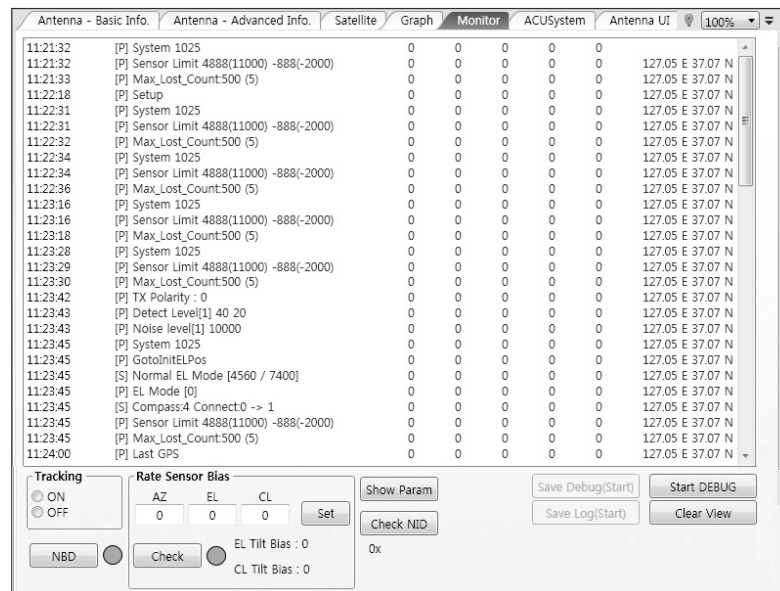 Antenna - Basic Info. Antenna - Advanced Info. Satellite Graph Monitor ACUSystem Antenna UI 100%
11:21:32 [P] System 1025 0 0 0 0 0
11:21:32 [P] Sensor Limit 4888(11000) -888(-2000) 0 0 0 0 0 127.05 E 37.07 N
11:21:33 [P] Max_Lost_Count:500 (5) 0 0 0 0 0 127.05 E 37.07 N
11:22:18 [P] Setup 0 0 0 0 0 127.05 E 37.07 N
11:22:31 [P] System 1025 0 0 0 0 0 127.05 E 37.07 N
11:22:31 [P] Sensor Limit 4888(11000) -888(-2000) 0 0 0 0 0 127.05 E 37.07 N
11:22:32 [P] Max_Lost_Count:500 (5) 0 0 0 0 0 127.05 E 37.07 N
11:22:34 [P] System 1025 0 0 0 0 0 127.05 E 37.07 N
11:22:34 [P] Sensor Limit 4888(11000) -888(-2000) 0 0 0 0 0 127.05 E 37.07 N
11:22:36 [P] Max_Lost_Count:500 (5) 0 0 0 0 0 127.05 E 37.07 N
11:23:16 [P] System 1025 0 0 0 0 0 127.05 E 37.07 N
11:23:16 [P] Sensor Limit 4888(11000) -888(-2000) 0 0 0 0 0 127.05 E 37.07 N
11:23:18 [P] Max_Lost_Count:500 (5) 0 0 0 0 0 127.05 E 37.07 N
11:23:28 [P] System 1025 0 0 0 0 0 127.05 E 37.07 N
11:23:29 [P] Sensor Limit 4888(11000) -888(-2000) 0 0 0 0 0 127.05 E 37.07 N
11:23:30 [P] Max_Lost_Count:500 (5) 0 0 0 0 0 127.05 E 37.07 N
11:23:42 [P] TX Polarity : 0 0 0 0 0 0 127.05 E 37.07 N
11:23:43 [P] Detect Level[1] 40 20 0 0 0 0 0 127.05 E 37.07 N
11:23:43 [P] Noise level[1] 10000 0 0 0 0 0 127.05 E 37.07 N
11:23:45 [P] System 1025 0 0 0 0 0 127.05 E 37.07 N
11:23:45 [P] GotoInitELPos 0 0 0 0 0 127.05 E 37.07 N
11:23:45 [S] Normal EL Mode [4560 / 7400] 0 0 0 0 0 127.05 E 37.07 N
11:23:45 [P] EL Mode [0] 0 0 0 0 0 127.05 E 37.07 N
11:23:45 [S] Compass:4 Connect:0 -> 1 0 0 0 0 0 127.05 E 37.07 N
11:23:45 [P] Sensor Limit 4888(11000) -888(-2000) 0 0 0 0 0 127.05 E 37.07 N
11:23:45 [P] Max_Lost_Count:500 (5) 0 0 0 0 0 127.05 E 37.07 N
11:24:00 [P] Last GPS 0 0 0 0 0 127.05 E 37.07 N
Tracking
ON
OFF
NBD
Rate Sensor Bias
AZ EL CL
0 0 0 Set
Check
EL Tilt Bias : 0
CL Tilt Bias : 0
Show Param
Check NID
0x
Save Debug(Start) Start DEBUG
Save Log(Start) Clear View